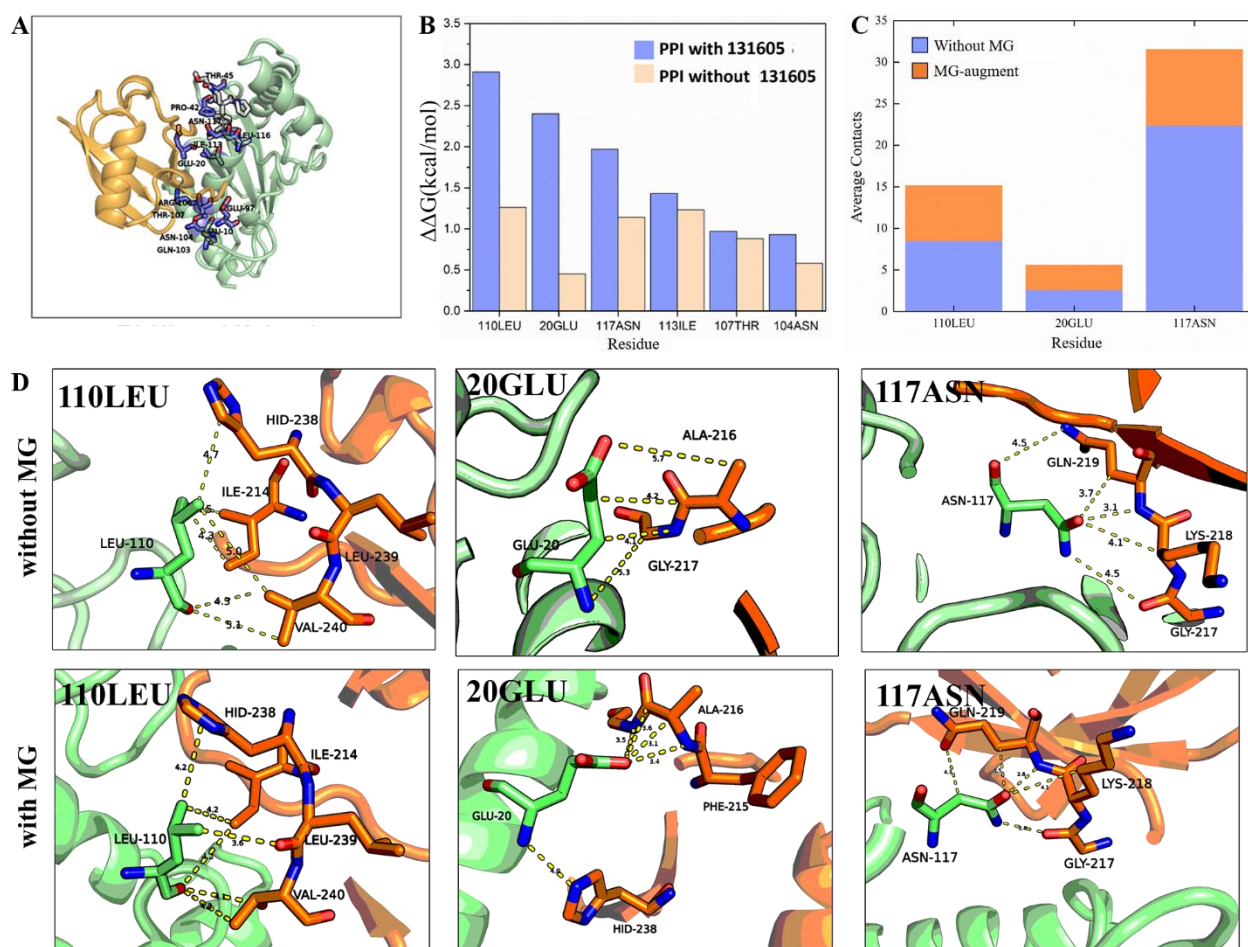 A
THR-45
PRO-42
ASN-117
LEU-116
ILE-113
GLU-20
GLU-97
THR-107
ASN-104
GLN-103
B
3.5
3.0
2.5
2.0
1.5
1.0
0.5
0.0
ΔΔG(kcal/mol)
PPI with 131605
PPI without 131605
110LEU 20GLU 117ASN 113ILE 107THR 104ASN
Residue
C
30
25
20
15
10
5
0
Average Contacts
Without MG
MG-augment
110LEU 20GLU 117ASN
Residue
D
without MG
110LEU
HID-238
4.7
ILE-214
4.3
5.0
LEU-110
LEU-239
4.5
5.1
VAL-240
20GLU
ALA-216
5.7
4.2
GLU-20
4.1
GLY-217
5.3
117ASN
4.5
GLN-219
3.7
ASN-117
3.1
4.1
LYS-218
4.5
GLY-217
with MG
110LEU
HID-238
ILE-214
4.2
4.2
LEU-110
3.6
LEU-239
VAL-240
20GLU
ALA-216
3.5
3.6
3.1
3.4
PHE-215
GLU-20
HID-238
117ASN
GLN-219
LYS-218
ASN-117
GLY-217